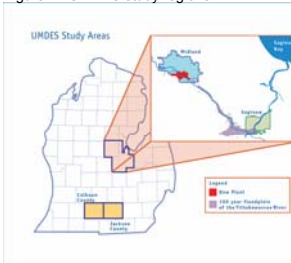 UMDES Study Areas
Midland
Saginaw
Bay
Saginaw
Calhoun
County
Jackson
County
Legend
Dow Plant
100 year floodplain
of the Tittabawassee River